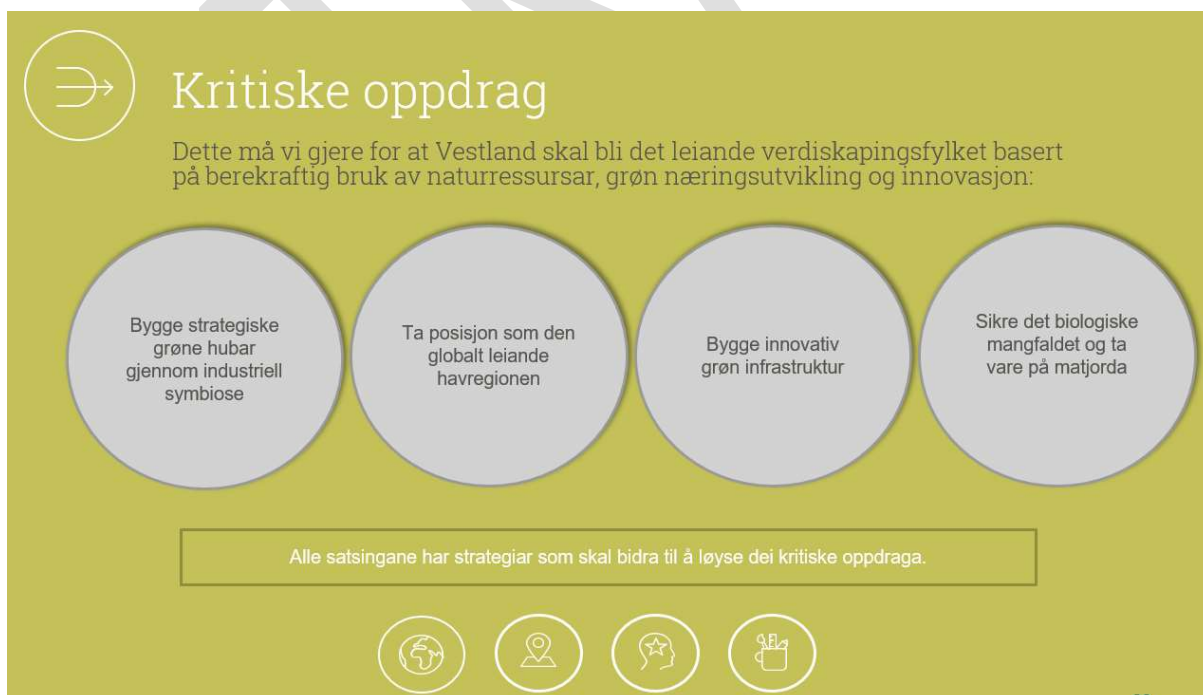 Kritiske oppdrag
Dette må vi gjere for at Vestland skal bli det leiande verdiskapingsfylket basert
på berekraftig bruk av naturressursar, grøn næringsutvikling og innovasjon:
Bygge strategiske
grøne hubar
gjennom industriell
symbiose
Ta posisjon som den
globalt leiande
havregionen
Bygge innovativ
grøn infrastruktur
Sikre det biologiske
mangfaldet og ta
vare på matjorda
Alle satsingane har strategiar som skal bidra til å løyse dei kritiske oppdraga.